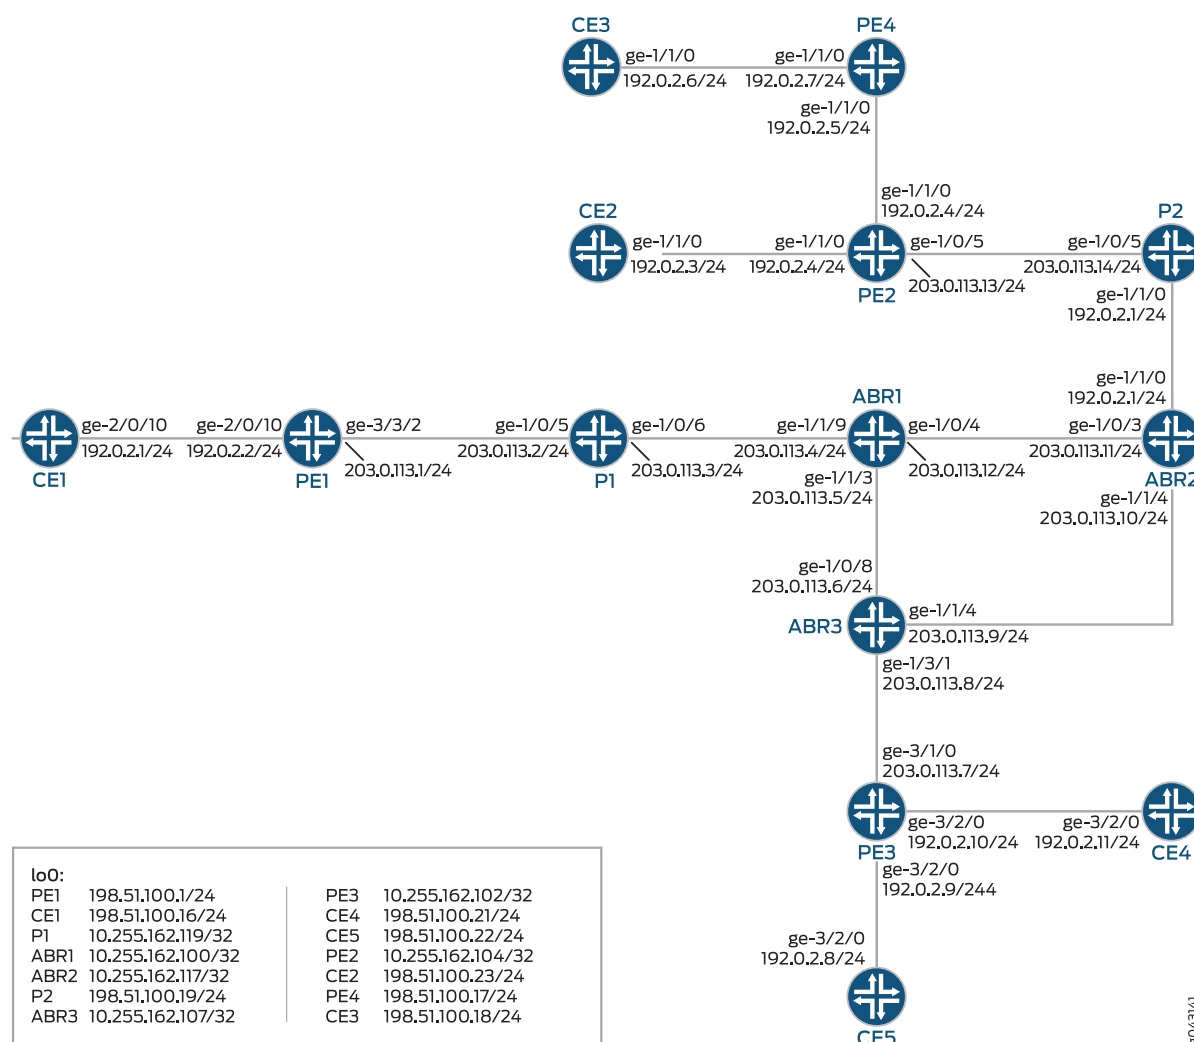 CE3
PE4
ge-1/1/0
192.0.2.6/24
ge-1/1/0
192.0.2.7/24
ge-1/1/0
192.0.2.5/24
ge-1/1/0
192.0.2.4/24
CE2
P2
ge-1/1/0
192.0.2.3/24
ge-1/1/0
192.0.2.4/24
ge-1/0/5
203.0.113.13/24
ge-1/0/5
203.0.113.14/24
PE2
ge-1/1/0
192.0.2.1/24
ge-1/1/0
192.0.2.1/24
ABR1
ge-2/0/10
192.0.2.1/24
ge-2/0/10
192.0.2.2/24
ge-3/3/2
203.0.113.1/24
ge-1/0/5
203.0.113.2/24
ge-1/0/6
203.0.113.3/24
ge-1/1/9
203.0.113.4/24
ge-1/0/4
203.0.113.12/24
ge-1/0/3
203.0.113.11/24
CE1
PE1
P1
ABR2
ge-1/1/3
203.0.113.5/24
ge-1/1/4
203.0.113.10/24
ge-1/0/8
203.0.113.6/24
ABR3
ge-1/1/4
203.0.113.9/24
ge-1/3/1
203.0.113.8/24
ge-3/1/0
203.0.113.7/24
ge-3/2/0
192.0.2.10/24
ge-3/2/0
192.0.2.11/24
PE3
CE4
ge-3/2/0
192.0.2.9/244
ge-3/2/0
192.0.2.8/24
CE5
lo0:
PE1 198.51.100.1/24
CE1 198.51.100.16/24
P1 10.255.162.119/32
ABR1 10.255.162.100/32
ABR2 10.255.162.117/32
P2 198.51.100.19/24
ABR3 10.255.162.107/32
PE3 10.255.162.102/32
CE4 198.51.100.21/24
CE5 198.51.100.22/24
PE2 10.255.162.104/32
CE2 198.51.100.23/24
PE4 198.51.100.17/24
CE3 198.51.100.18/24